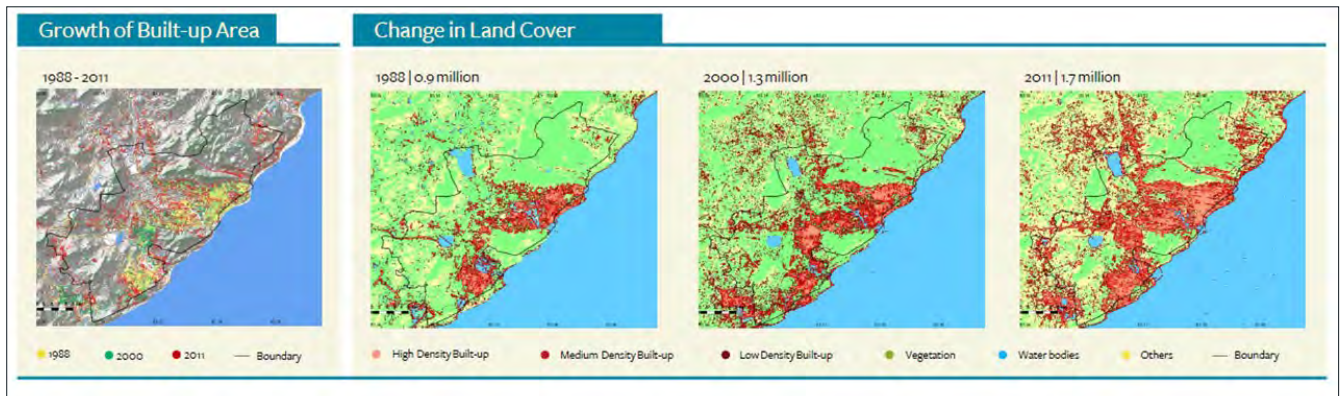 Growth of Built-up Area
Change in Land Cover
1988 - 2011
1988 | 0.9 million
2000 | 1.3 million
2011 | 1.7 million
1988
2000
2011
Boundary
High Density Built-up
Medium Density Built-up
Low Density Built-up
Vegetation
Water bodies
Others
Boundary